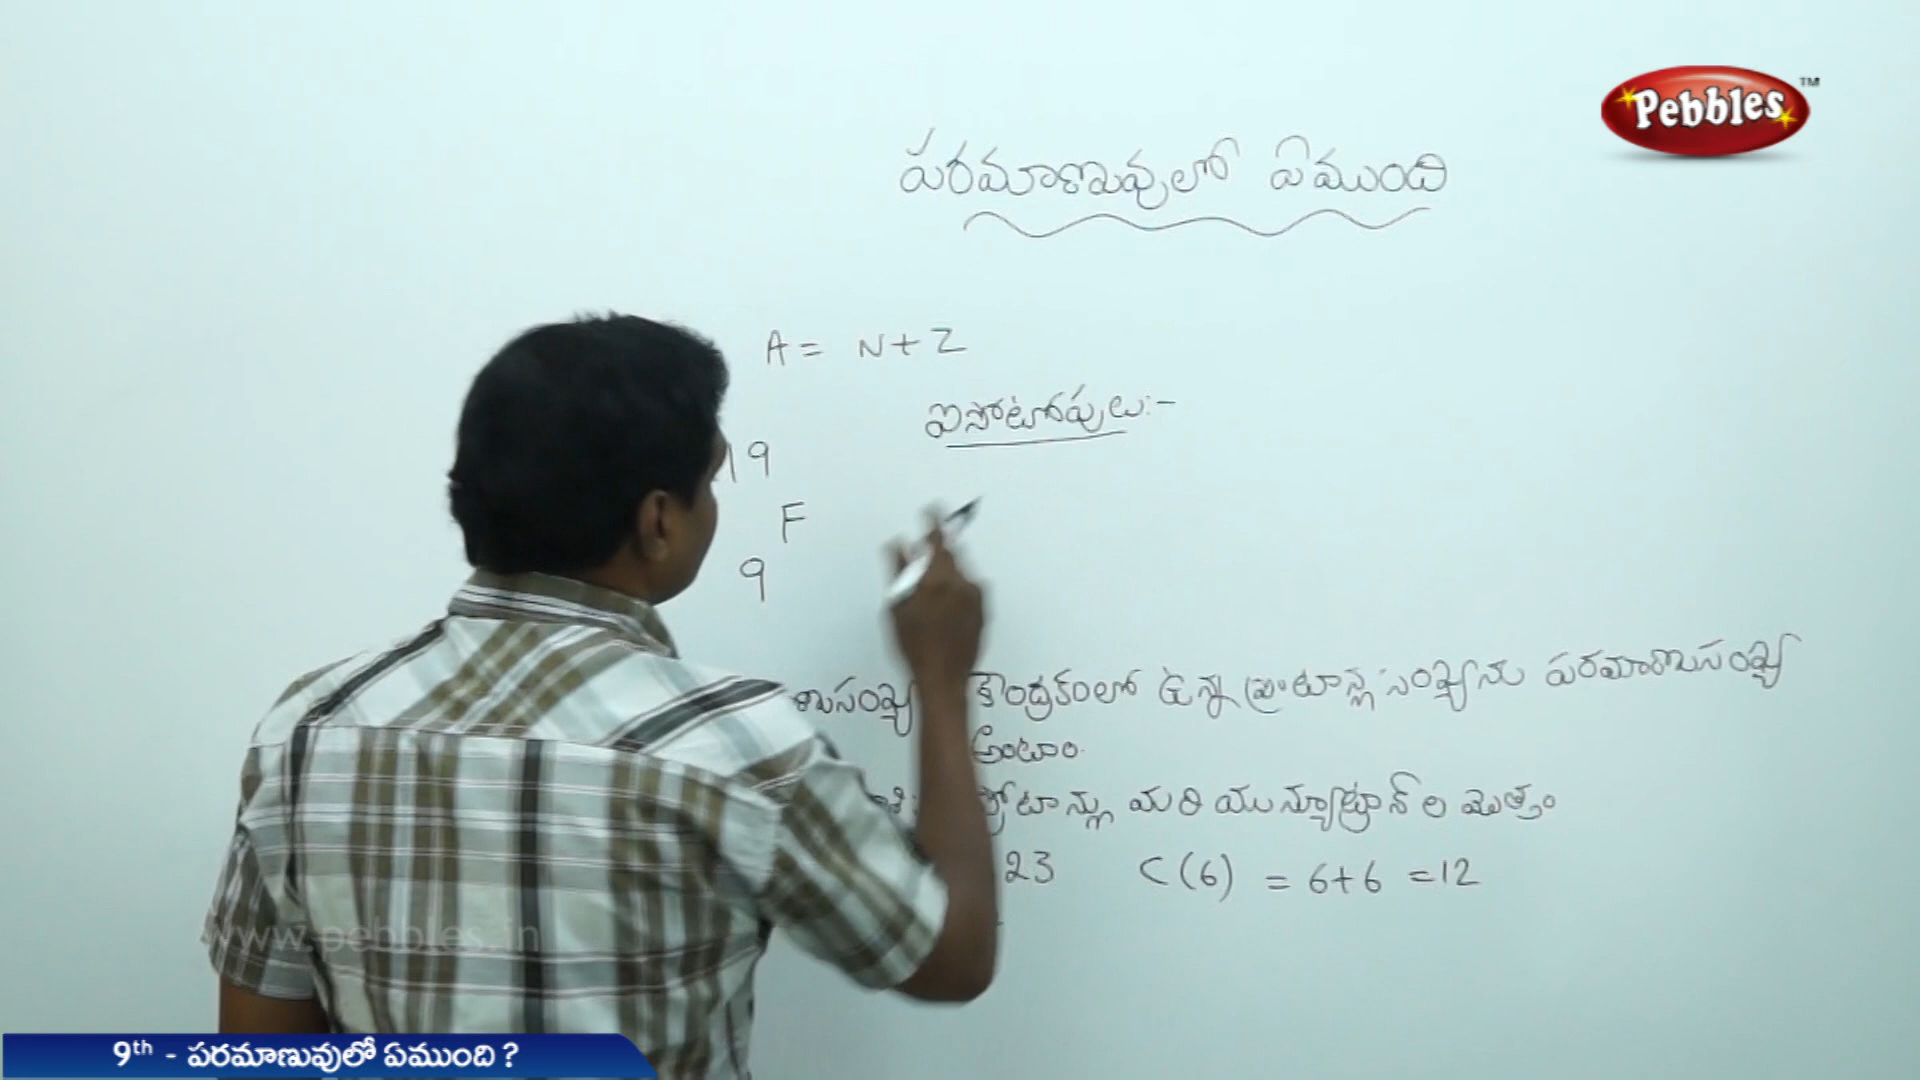 Pebbles TM
పరమాణువులో ఏముంది
A = N+Z
ఐసోటోపులు:-
19
F
9
ణుసంఖ్య కేంద్రకంలో ఉన్న ప్రోటాన్ల సంఖ్యను పరమాణుసంఖ్య
అంటాం.
ప్రోటాన్లు మరియు న్యూట్రాన్ ల మొత్తం
23 C(6) = 6+6 =12
www.pebbles.in
9th - పరమాణువులో ఏముంది ?